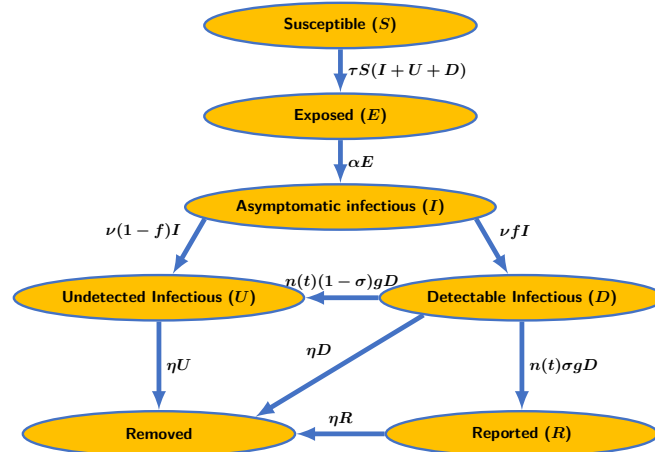 Susceptible (S)
τS(I + U + D)
Exposed (E)
αE
Asymptomatic infectious (I)
ν(1 − f)I
νfI
n(t)(1 − σ)gD
Undetected Infectious (U)
Detectable Infectious (D)
ηU
ηD
n(t)σgD
ηR
Removed
Reported (R)